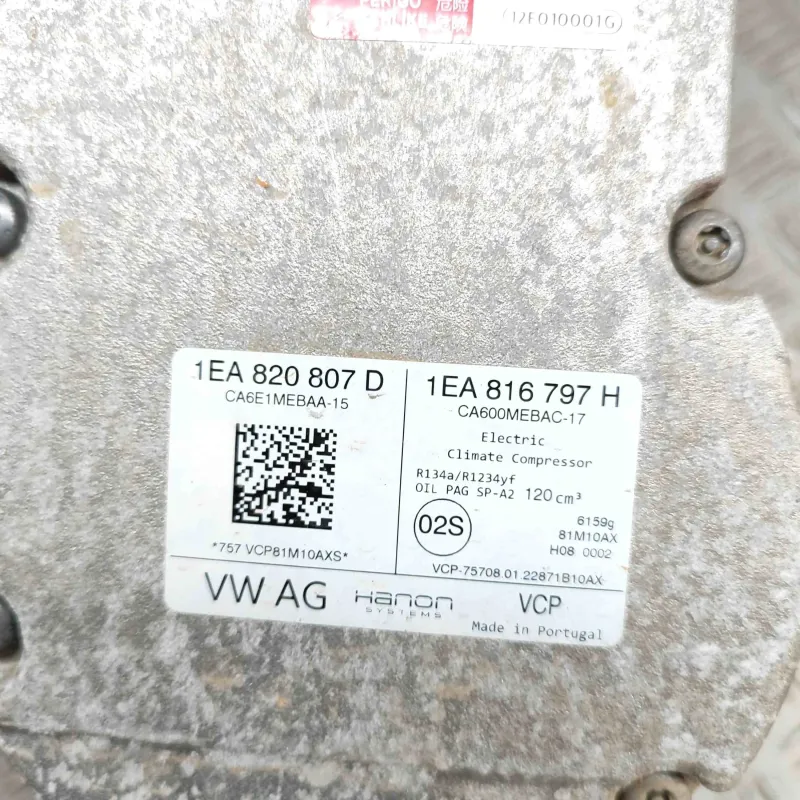 危險
12F010001G
1EA 820 807 D
CA6E1MEBAA-15
*757 VCP81M10AXS*
1EA 816 797 H
CA600MEBAC-17
Electric
Climate Compressor
R134a/R1234yf
OIL PAG SP-A2 120 cm³
02S
6159g
81M10AX
H08 0002
VCP-75708.01.22871B10AX
VW AG
Hanon
SYSTEMS
VCP
Made in Portugal